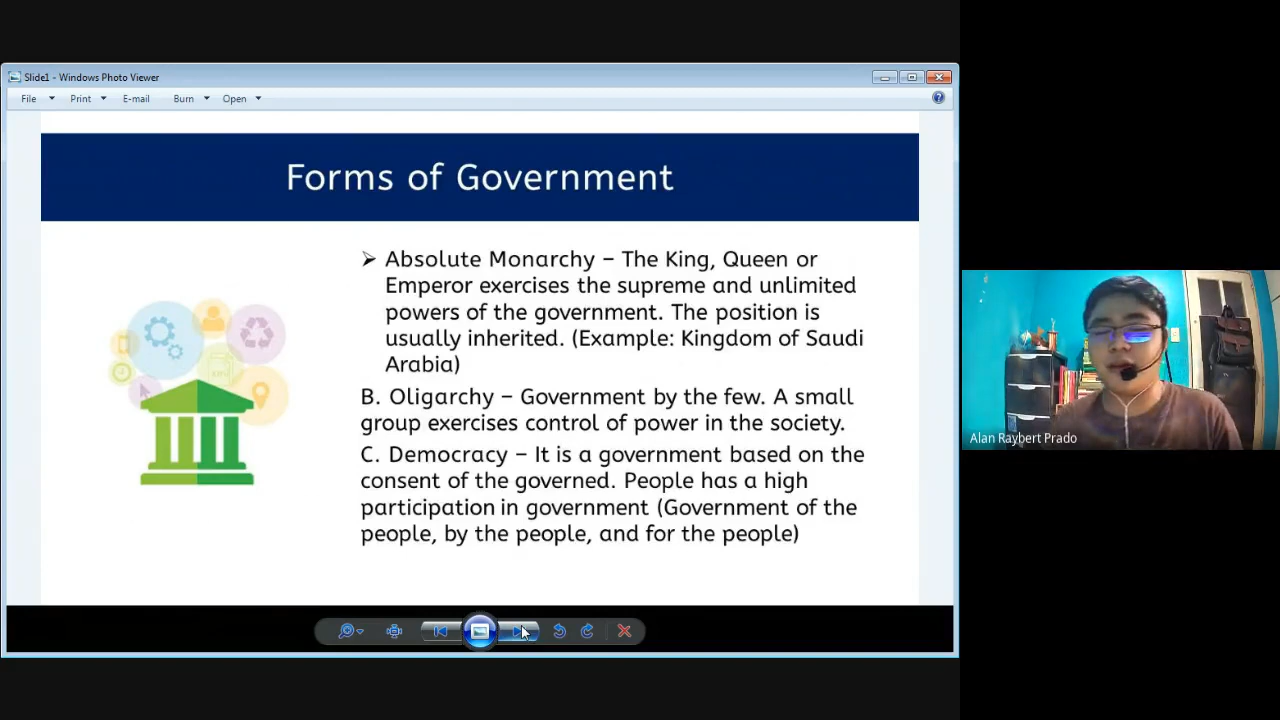 Slide1 - Windows Photo Viewer
File Print E-mail Burn Open
Forms of Government
➢ Absolute Monarchy – The King, Queen or
Emperor exercises the supreme and unlimited
powers of the government. The position is
usually inherited. (Example: Kingdom of Saudi
Arabia)
B. Oligarchy – Government by the few. A small
group exercises control of power in the society.
C. Democracy – It is a government based on the
consent of the governed. People has a high
participation in government (Government of the
people, by the people, and for the people)
Alan Raybert Prado